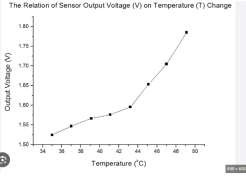 The Relation of Sensor Output Voltage (V) on Temperature (T) Change
Output Voltage (V)
1.80
1.75
1.70
1.65
1.60
1.55
1.50
34 36 38 40 42 44 46 48 50
Temperature (°C)